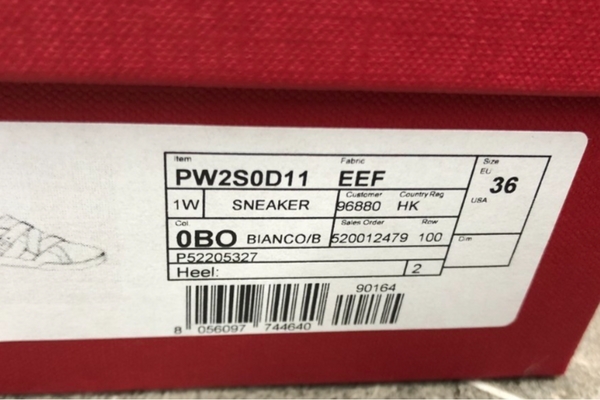 Item Fabric Size
PW2S0D11 EEF EU 36
1W SNEAKER Customer 96880 Country Reg HK USA
Col Sales Order Row
0BO BIANCO/B 520012479 100 Dim
P52205327
Heel: 2
90164
8 056097 744640